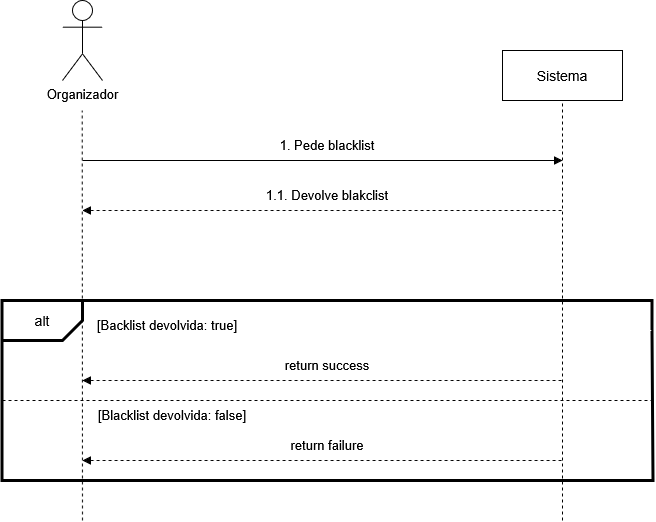 Organizador
Sistema
1. Pede blacklist
1.1. Devolve blakclist
alt
[Backlist devolvida: true]
return success
[Blacklist devolvida: false]
return failure